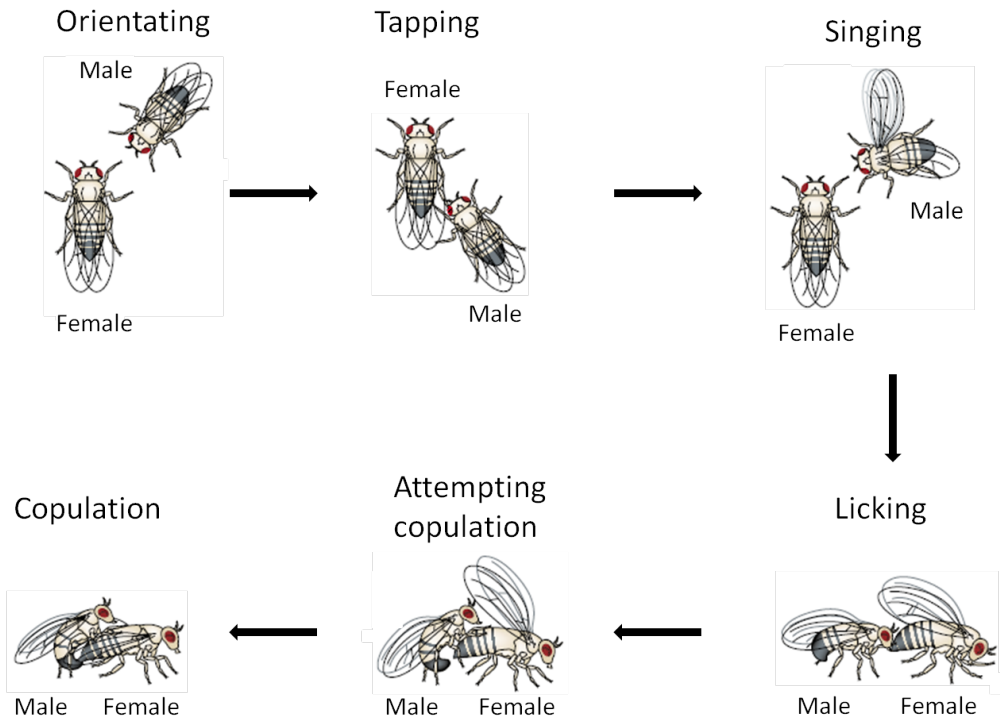 Orientating
Male
Female
Tapping
Female
Male
Singing
Male
Female
Licking
Male Female
Attempting
copulation
Male Female
Copulation
Male Female